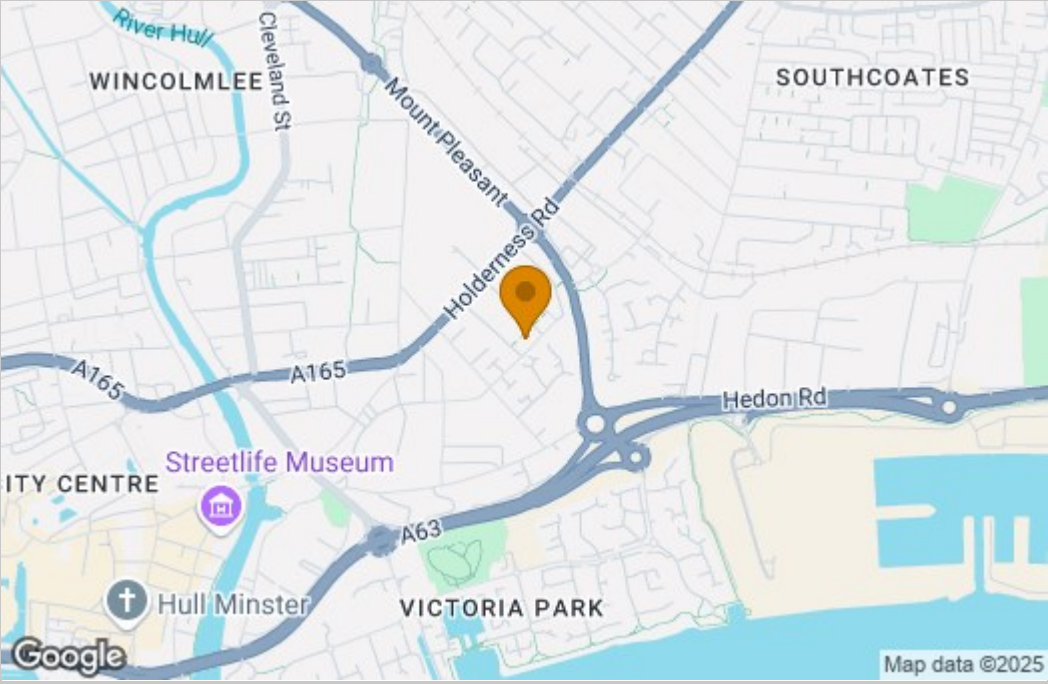 River Hull
Cleveland St
WINCOLMLEE
SOUTHCOATES
Mount Pleasant
Holderness Rd
A165
A165
Hedon Rd
Streetlife Museum
ITY CENTRE
A63
Hull Minster
VICTORIA PARK
Google
Map data ©2025